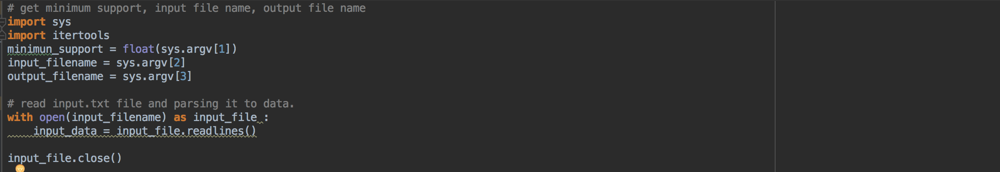 # get minimum support, input file name, output file name
import sys
import itertools
minimun_support = float(sys.argv[1])
input_filename = sys.argv[2]
output_filename = sys.argv[3]
# read input.txt file and parsing it to data.
with open(input_filename) as input_file :
    input_data = input_file.readlines()
input_file.close()